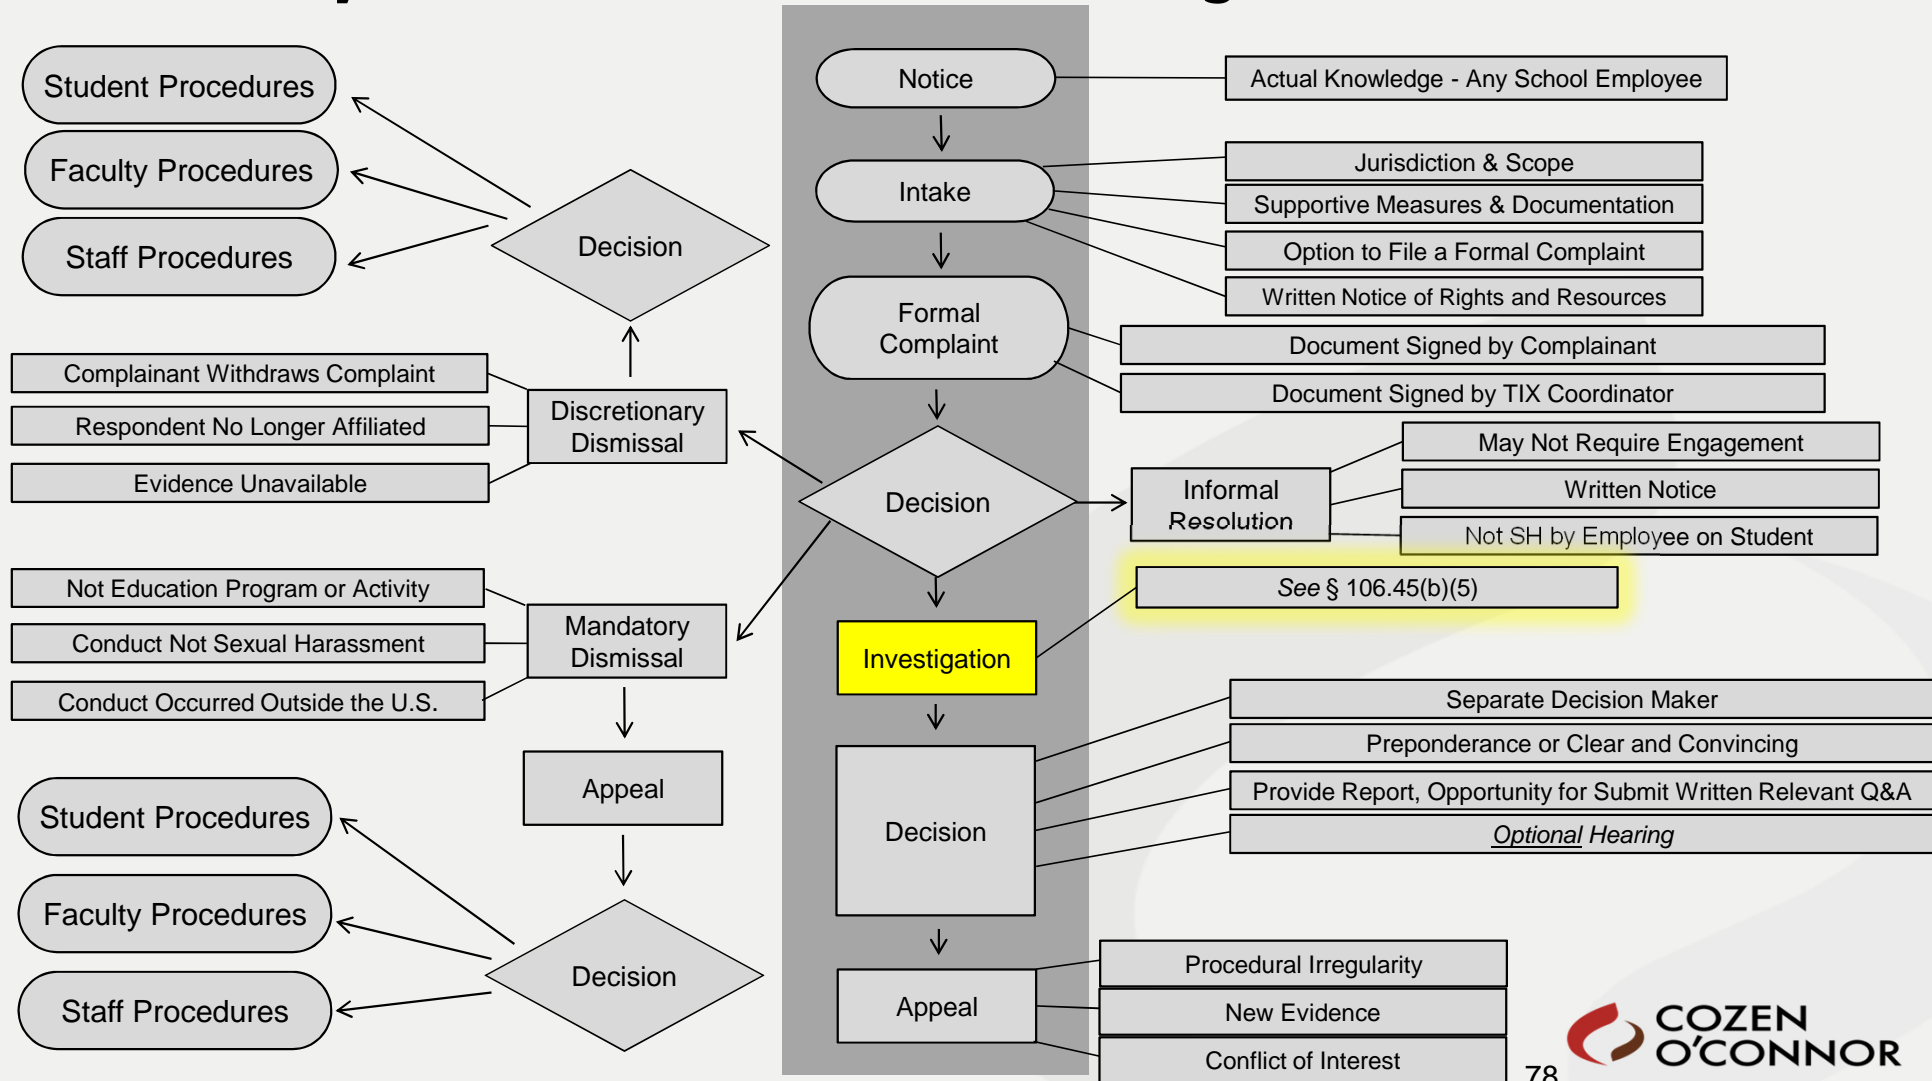 Student Procedures
Faculty Procedures
Staff Procedures
Decision
Complainant Withdraws Complaint
Respondent No Longer Affiliated
Evidence Unavailable
Discretionary
Dismissal
Not Education Program or Activity
Conduct Not Sexual Harassment
Conduct Occurred Outside the U.S.
Mandatory
Dismissal
Appeal
Student Procedures
Faculty Procedures
Staff Procedures
Decision
Notice
Actual Knowledge - Any School Employee
Intake
Jurisdiction & Scope
Supportive Measures & Documentation
Option to File a Formal Complaint
Written Notice of Rights and Resources
Formal
Complaint
Document Signed by Complainant
Document Signed by TIX Coordinator
Decision
Informal
Resolution
May Not Require Engagement
Written Notice
Not SH by Employee on Student
See § 106.45(b)(5)
Investigation
Decision
Separate Decision Maker
Preponderance or Clear and Convincing
Provide Report, Opportunity for Submit Written Relevant Q&A
Optional Hearing
Appeal
Procedural Irregularity
New Evidence
Conflict of Interest
78
COZEN
O'CONNOR